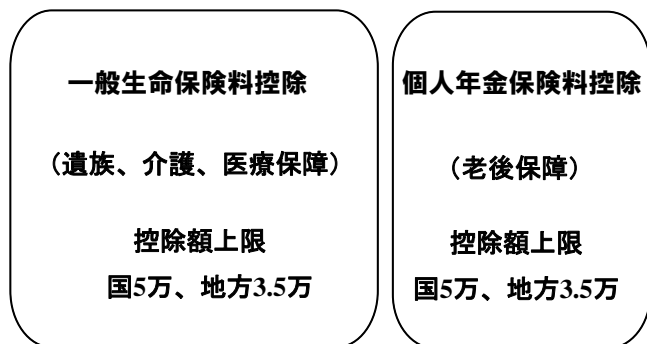 一般生命保険料控除
（遺族、介護、医療保障）
控除額上限
国5万、地方3.5万
個人年金保険料控除
（老後保障）
控除額上限
国5万、地方3.5万